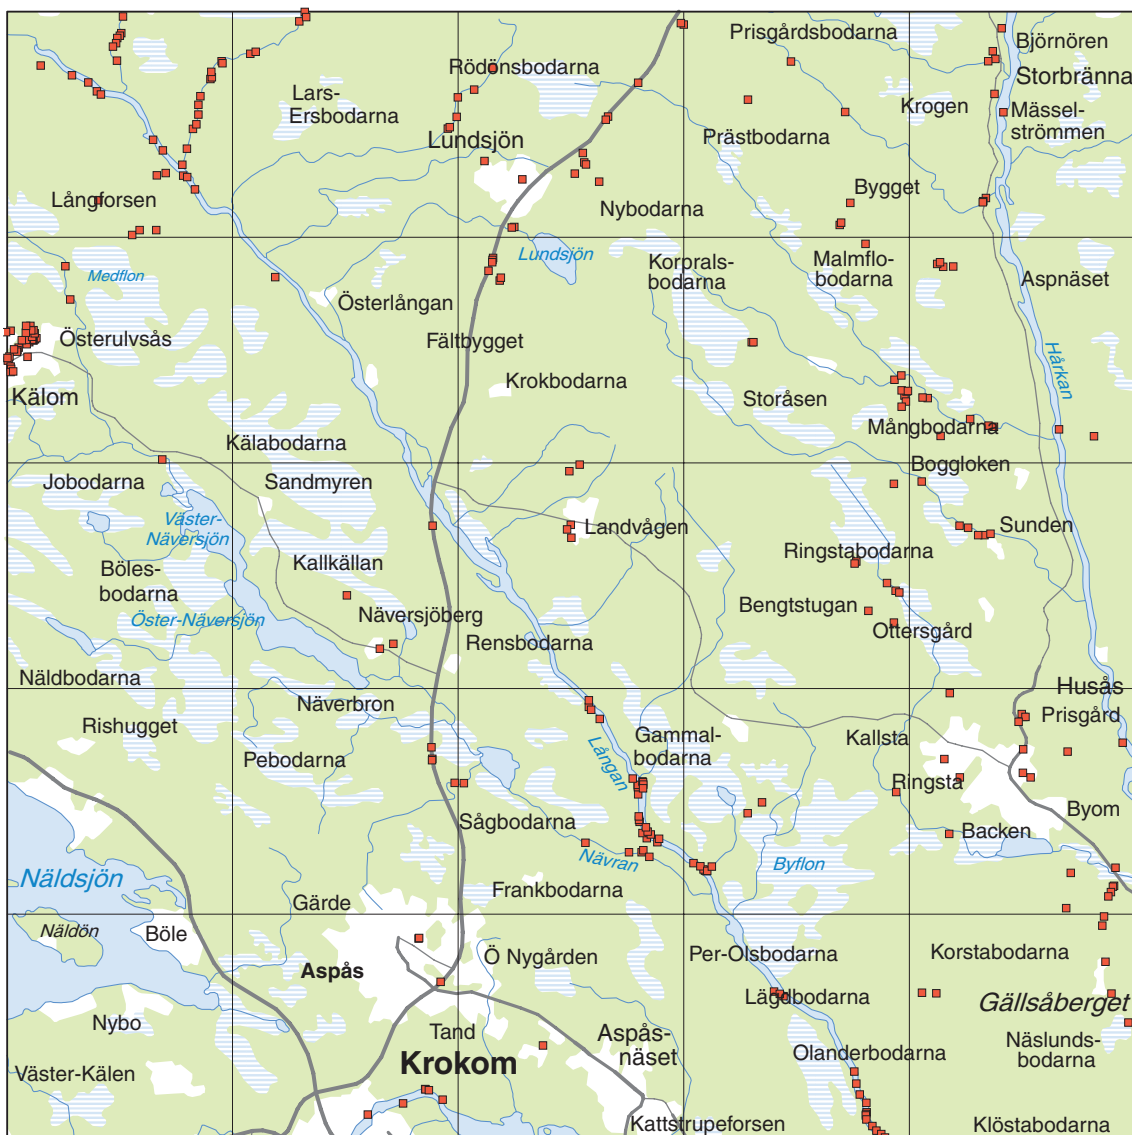 Prisgårdsbodarna
Björnören
Storbränna
Rödönsbodarna
Lars-
Ersbodarna
Krogen
Mässel-
strömmen
Prästbodarna
Lundsjön
Bygget
Långforsen
Nybodarna
Lundsjön
Medflon
Korprals-
bodarna
Malmflo-
bodarna
Aspnäset
Österlångan
Österulvsås
Fältbygget
Hårkan
Krokbodarna
Kälom
Storåsen
Mångbodarna
Kälabodarna
Boggloken
Jobodarna
Sandmyren
Väster-
Näversjön
Landvågen
Sunden
Ringstabodarna
Kallkällan
Böles-
bodarna
Öster-Näversjön
Näversjöberg
Bengtstugan
Ottersgård
Rensbodarna
Näldbodarna
Husås
Näverbron
Prisgård
Rishugget
Gammal-
bodarna
Kallsta
Långan
Pebodarna
Ringsta
Byom
Sågbodarna
Backen
Nävran
Byflon
Näldsjön
Frankbodarna
Gärde
Näldön
Böle
Per-Olsbodarna
Korstabodarna
Ö Nygården
Aspås
Lägdbodarna
Gällsåberget
Nybo
Tand
Aspås-
näset
Näslunds-
bodarna
Olanderbodarna
Krokom
Väster-Kälen
Kattstrupeforsen
Klöstabodarna